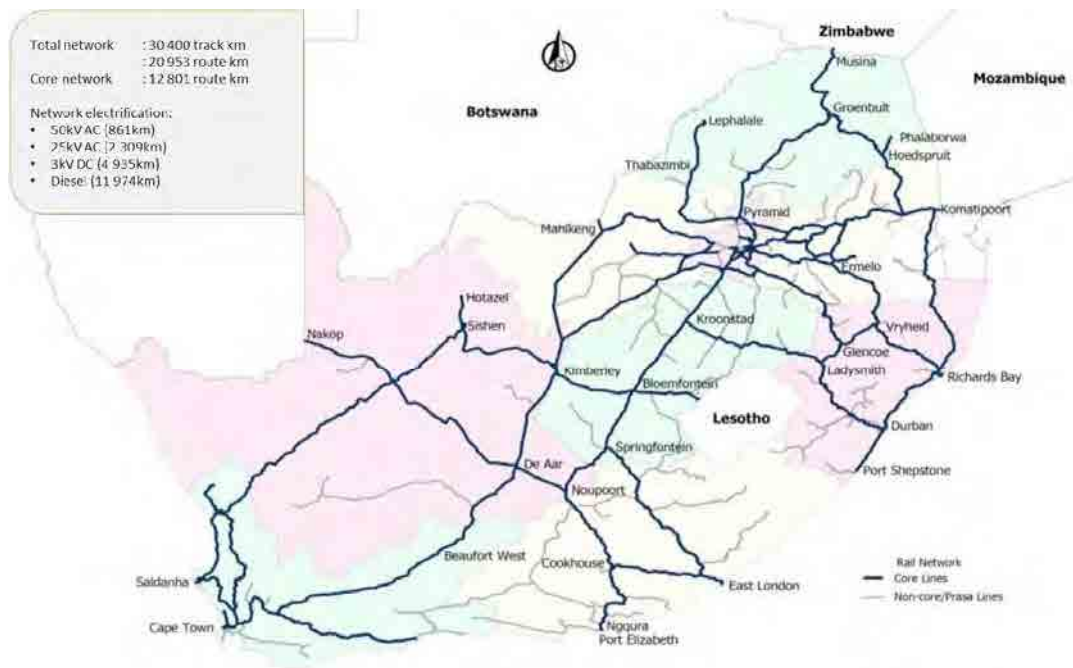 Total network : 30 400 track km
: 20 953 route km
Core network : 12 801 route km
Network electrification:
• 50kV AC (861km)
• 25kV AC (2 309km)
• 3kV DC (4 935km)
• Diesel (11 974km)
Zimbabwe
Musina
Mozambique
Botswana
Groenbult
Lephalale
Phalaborwa
Hoedspruit
Thabazimbi
Pyramid
Komatipoort
Mahikeng
Ermelo
Hotazel
Sishen
Kroonstad
Vryheid
Nakop
Glencoe
Kimberley
Ladysmith
Bloemfontein
Richards Bay
Lesotho
Durban
Springfontein
De Aar
Port Shepstone
Noupoort
Beaufort West
Cookhouse
Rail Network
Saldanha
East London
Core Lines
Non-core/Prasa Lines
Cape Town
Ngqura
Port Elizabeth